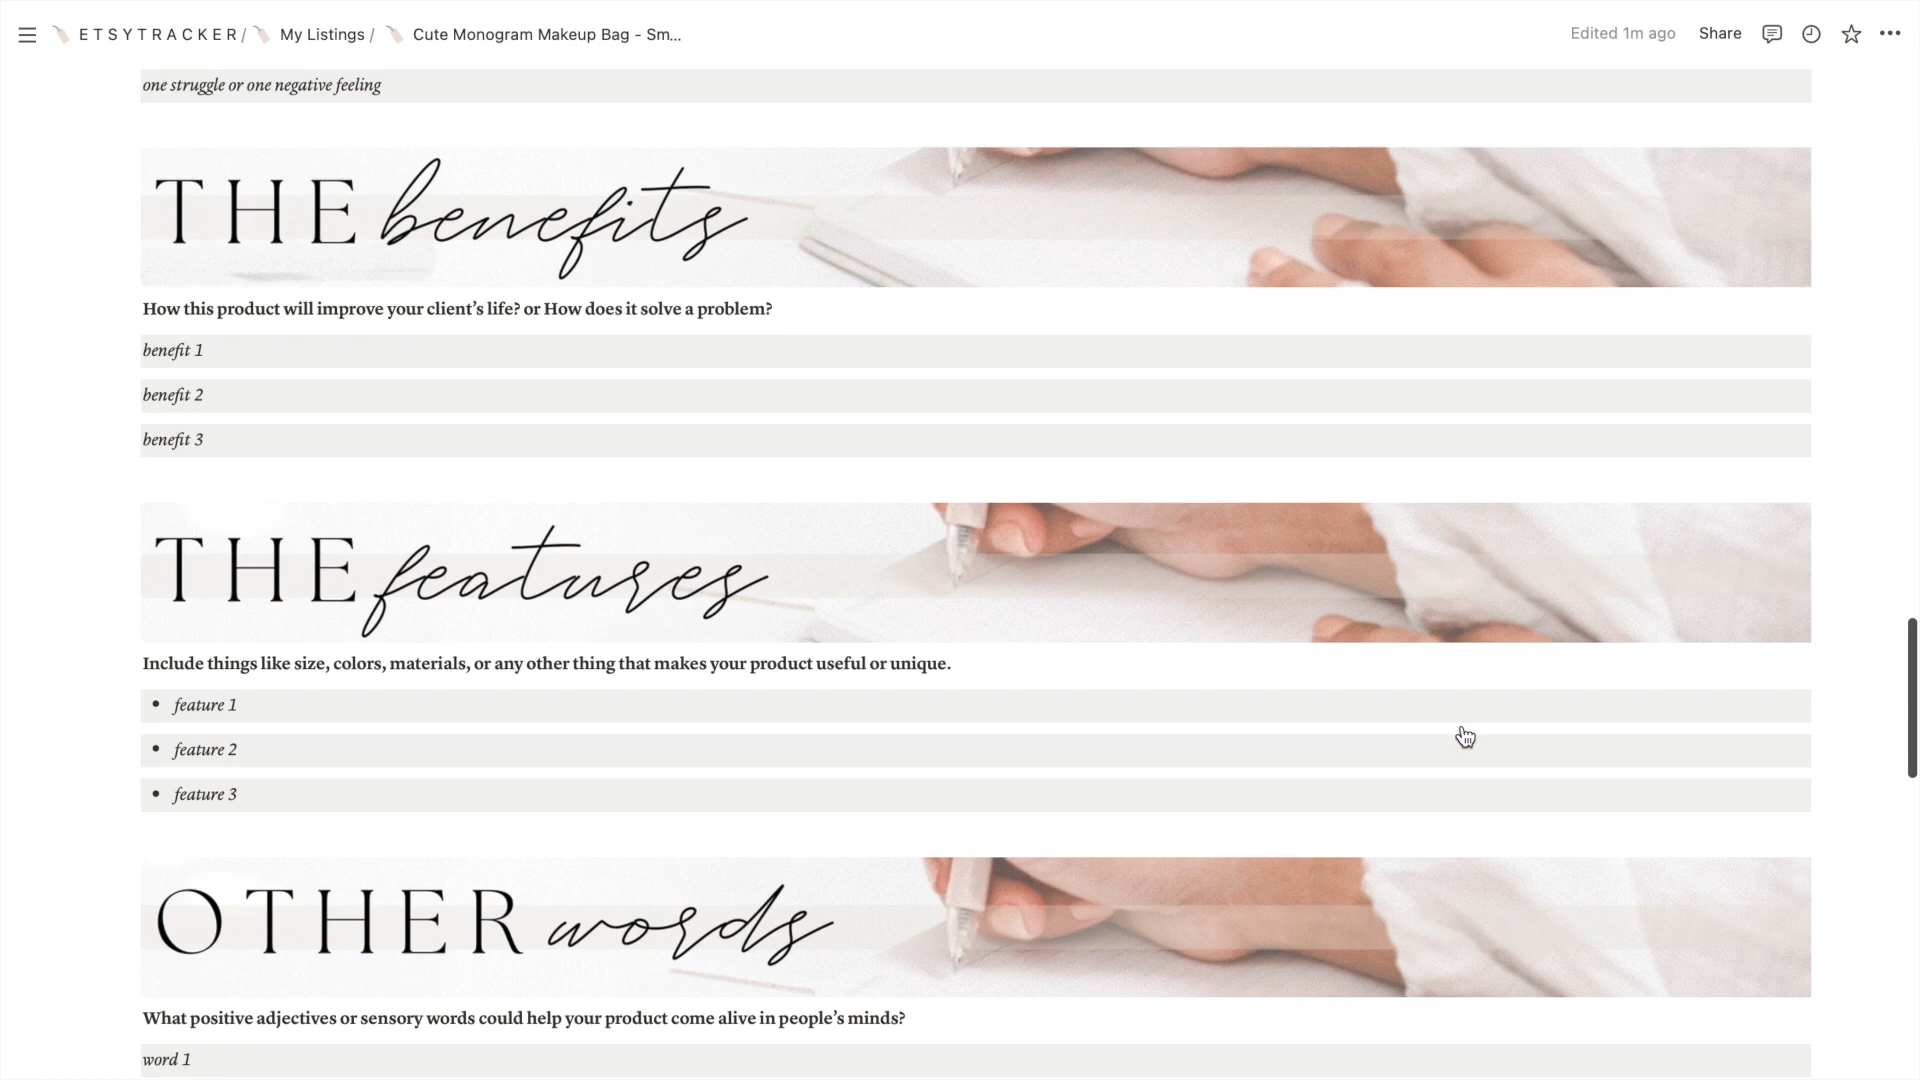 E T S Y T R A C K E R / My Listings / Cute Monogram Makeup Bag - Sm...
Edited 1m ago Share
one struggle or one negative feeling
THE benefits
How this product will improve your client’s life? or How does it solve a problem?
benefit 1
benefit 2
benefit 3
THE features
Include things like size, colors, materials, or any other thing that makes your product useful or unique.
• feature 1
• feature 2
• feature 3
OTHER words
What positive adjectives or sensory words could help your product come alive in people’s minds?
word 1